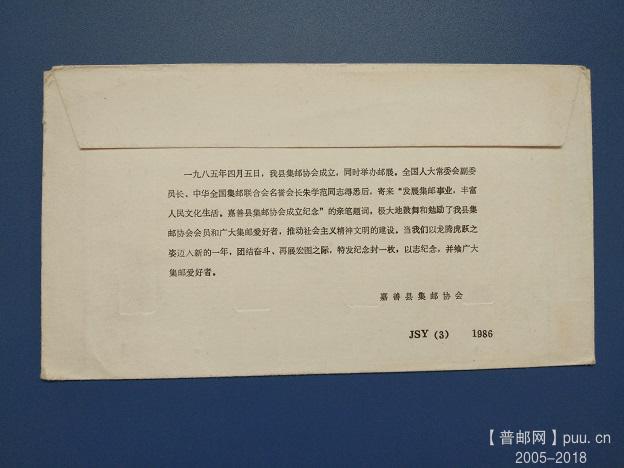 一九八五年四月五日，我县集邮协会成立，同时举办邮展。全国人大常委会副委
员长、中华全国集邮联合会名誉会长朱学范同志得悉后，寄来“发展集邮事业，丰富
人民文化生活。嘉善县集邮协会成立纪念”的亲笔题词，极大地鼓舞和勉励了我县集
邮协会会员和广大集邮爱好者，推动社会主义精神文明的建设。当我们以龙腾虎跃之
姿迈入新的一年，团结奋斗、再展宏图之际，特发纪念封一枚，以志纪念，并飨广大
集邮爱好者。
嘉善县集邮协会
JSY (3) 1986
【普邮网】puu.cn
2005-2018